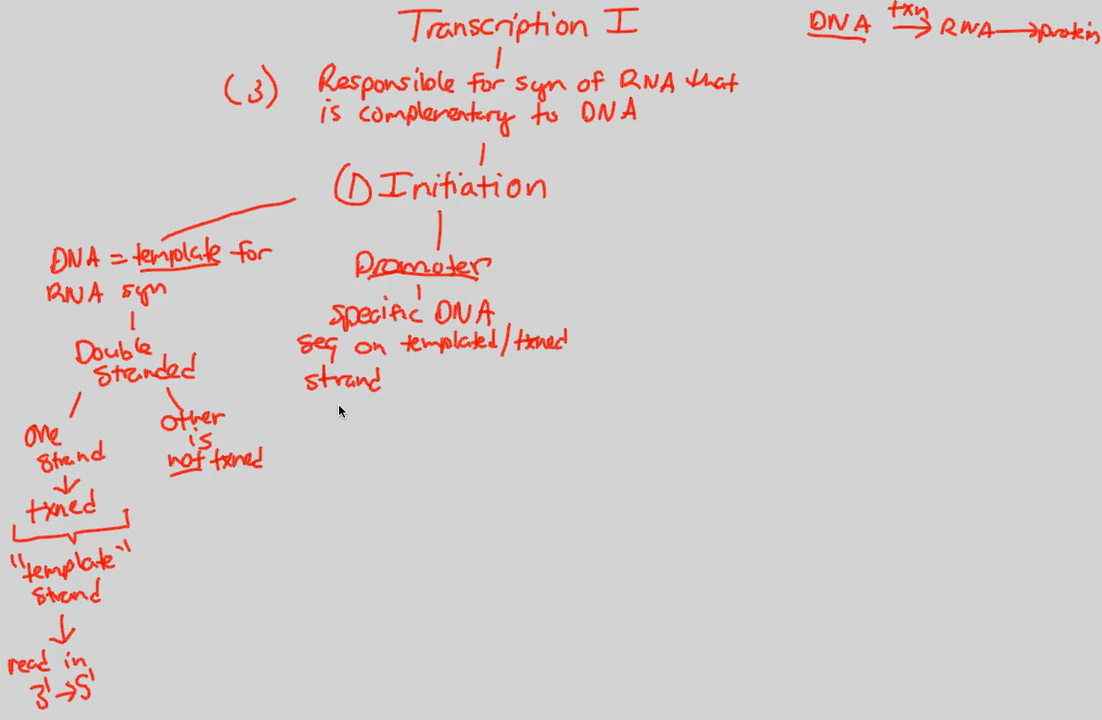 Transcription I
DNA txn→ RNA → protein
(3) Responsible for syn of RNA that
is complementary to DNA
① Initiation
DNA = template for
RNA syn
Double
Stranded
one
strand
txned
"template"
strand
read in
3'→5'
other
is
not txned
Promoter
specific DNA
seq on templated/txned
strand